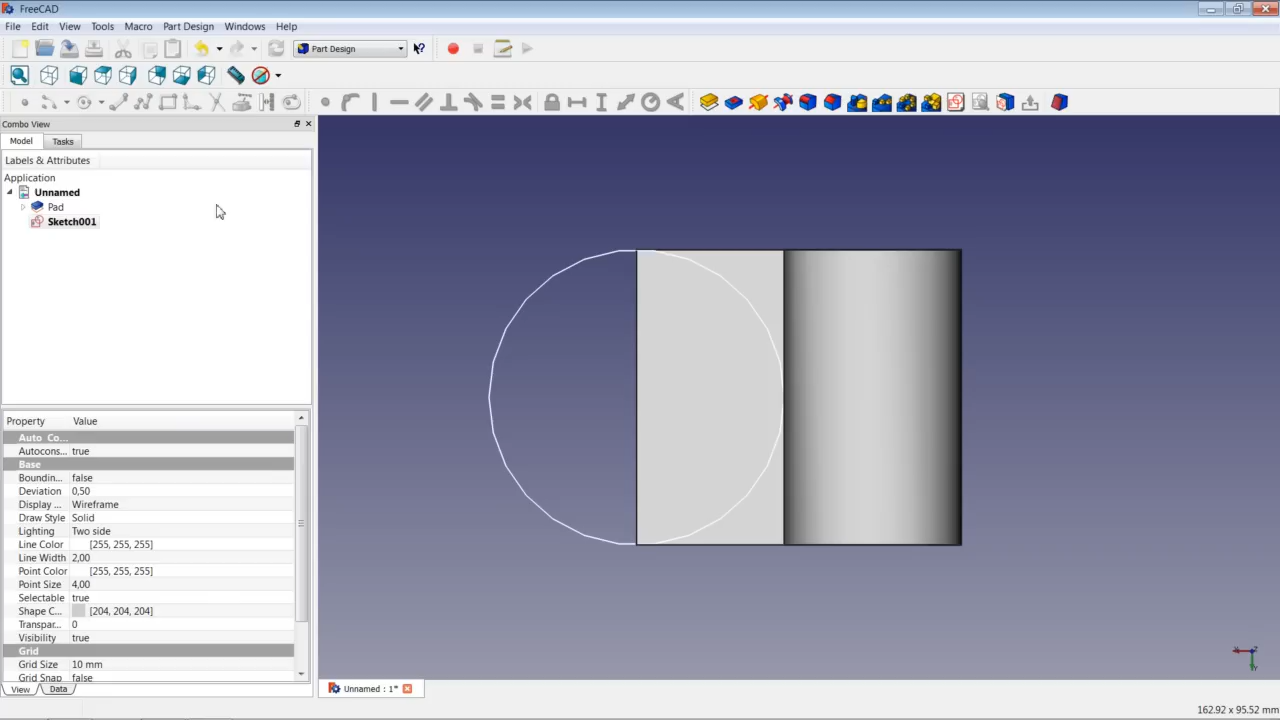 FreeCAD
File Edit View Tools Macro Part Design Windows Help
Part Design
Combo View
Model Tasks
Labels & Attributes
Application
Unnamed
Pad
Sketch001
Property Value
Auto Co...
Autocons... true
Base
Boundin... false
Deviation 0,50
Display ... Wireframe
Draw Style Solid
Lighting Two side
Line Color [255, 255, 255]
Line Width 2,00
Point Color [255, 255, 255]
Point Size 4,00
Selectable true
Shape C... [204, 204, 204]
Transpar... 0
Visibility true
Grid
Grid Size 10 mm
Grid Snap false
View Data
Unnamed : 1*
162.92 x 95.52 mm